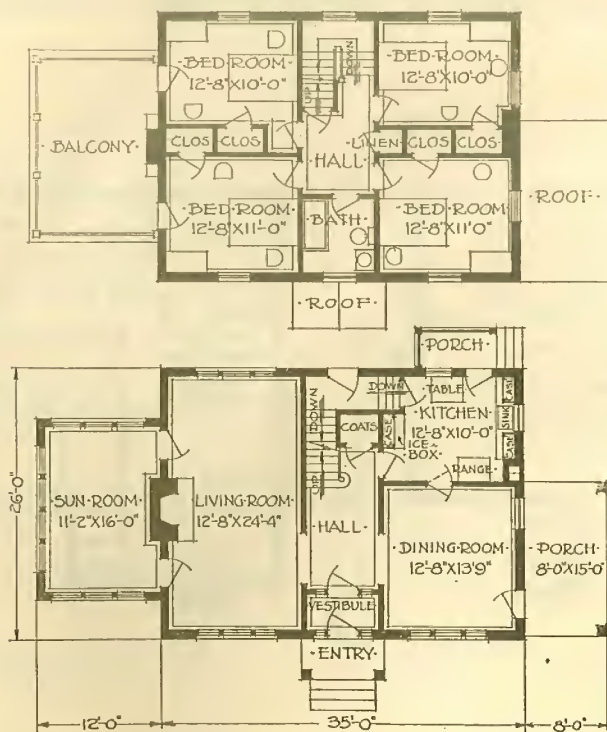 ·BED·ROOM·
12'-8"X10'-0"
DOWN
UP
·BED·ROOM·
12'-8"X10'-0"
·BALCONY·
CLOS
CLOS
LINEN
CLOS
CLOS
·HALL·
·ROOF·
·BED·ROOM·
12'-8"X11'-0"
·BATH·
·BED·ROOM·
12'-8"X11'0"
·ROOF·
·PORCH·
DOWN
TABLE
CASE
SINK
CASE
·KITCHEN·
12'-8"X10'-0"
CASE
ICE
BOX
RANGE
DOWN
UP
COATS
26'-0"
·SUN·ROOM·
11'-2"X16'-0"
·LIVING·ROOM·
12'-8"X24'-4"
·HALL·
·DINING·ROOM·
12'-8"X13'9"
·PORCH·
8'-0"X15'0"
VESTIBULE
·ENTRY·
12'-0"
35'-0"
8'-0"